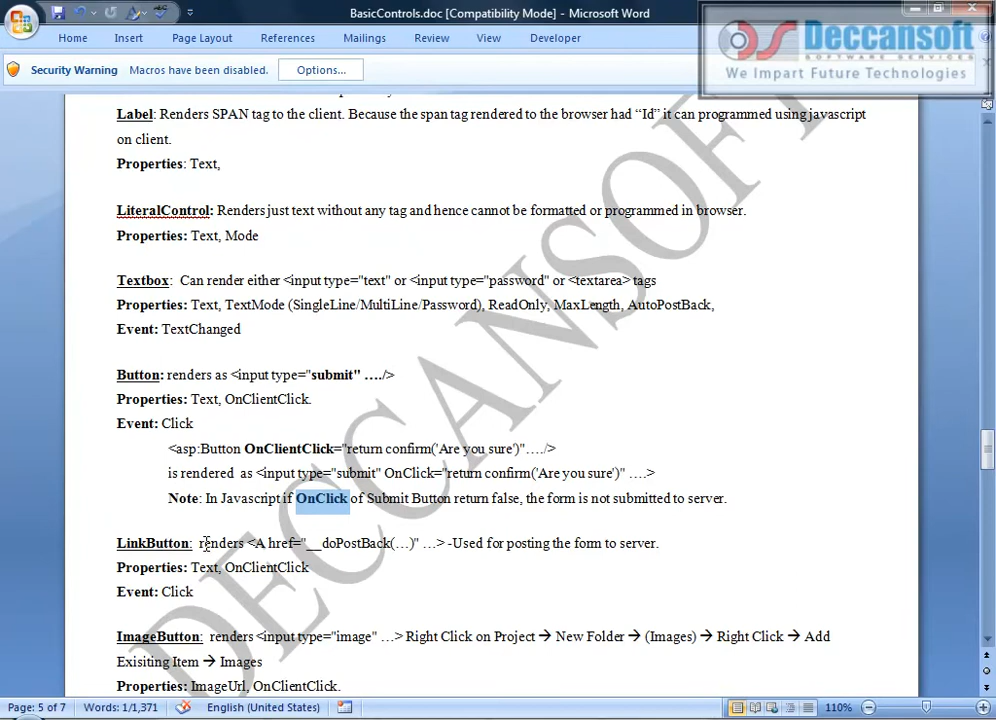 BasicControls.doc [Compatibility Mode] - Microsoft Word
Home Insert Page Layout References Mailings Review View Developer
Deccansoft
SOFTWARE SERVICES
We Impart Future Technologies
Security Warning Macros have been disabled. Options...
Label: Renders SPAN tag to the client. Because the span tag rendered to the browser had “Id” it can programmed using javascript
on client.
Properties: Text,
LiteralControl: Renders just text without any tag and hence cannot be formatted or programmed in browser.
Properties: Text, Mode
Textbox: Can render either <input type="text" or <input type="password" or <textarea> tags
Properties: Text, TextMode (SingleLine/MultiLine/Password), ReadOnly, MaxLength, AutoPostBack,
Event: TextChanged
Button: renders as <input type="submit" …./>
Properties: Text, OnClientClick.
Event: Click
<asp:Button OnClientClick="return confirm('Are you sure')"…./>
is rendered as <input type="submit" OnClick="return confirm('Are you sure')" ….>
Note: In Javascript if OnClick of Submit Button return false, the form is not submitted to server.
LinkButton: renders <A href="__doPostBack(…)" …> -Used for posting the form to server.
Properties: Text, OnClientClick
Event: Click
ImageButton: renders <input type="image" …> Right Click on Project → New Folder → (Images) → Right Click → Add
Exisiting Item → Images
Properties: ImageUrl, OnClientClick.
DECCANSOFT
Page: 5 of 7 Words: 1/1,371 English (United States) 110%